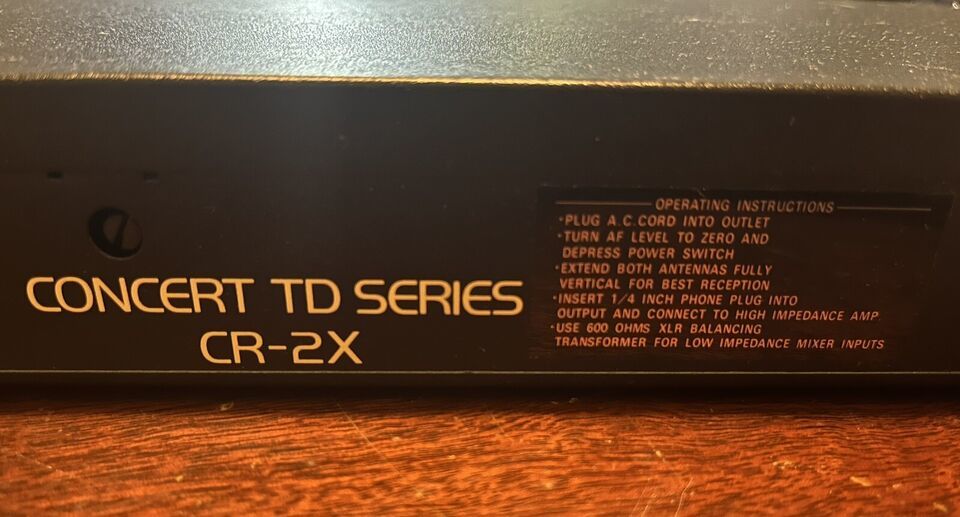 CONCERT TD SERIES
CR-2X
OPERATING INSTRUCTIONS
·PLUG A.C. CORD INTO OUTLET
·TURN AF LEVEL TO ZERO AND
DEPRESS POWER SWITCH
·EXTEND BOTH ANTENNAS FULLY
VERTICAL FOR BEST RECEPTION
·INSERT 1/4 INCH PHONE PLUG INTO
OUTPUT AND CONNECT TO HIGH IMPEDANCE AMP.
·USE 600 OHMS XLR BALANCING
TRANSFORMER FOR LOW IMPEDANCE MIXER INPUTS